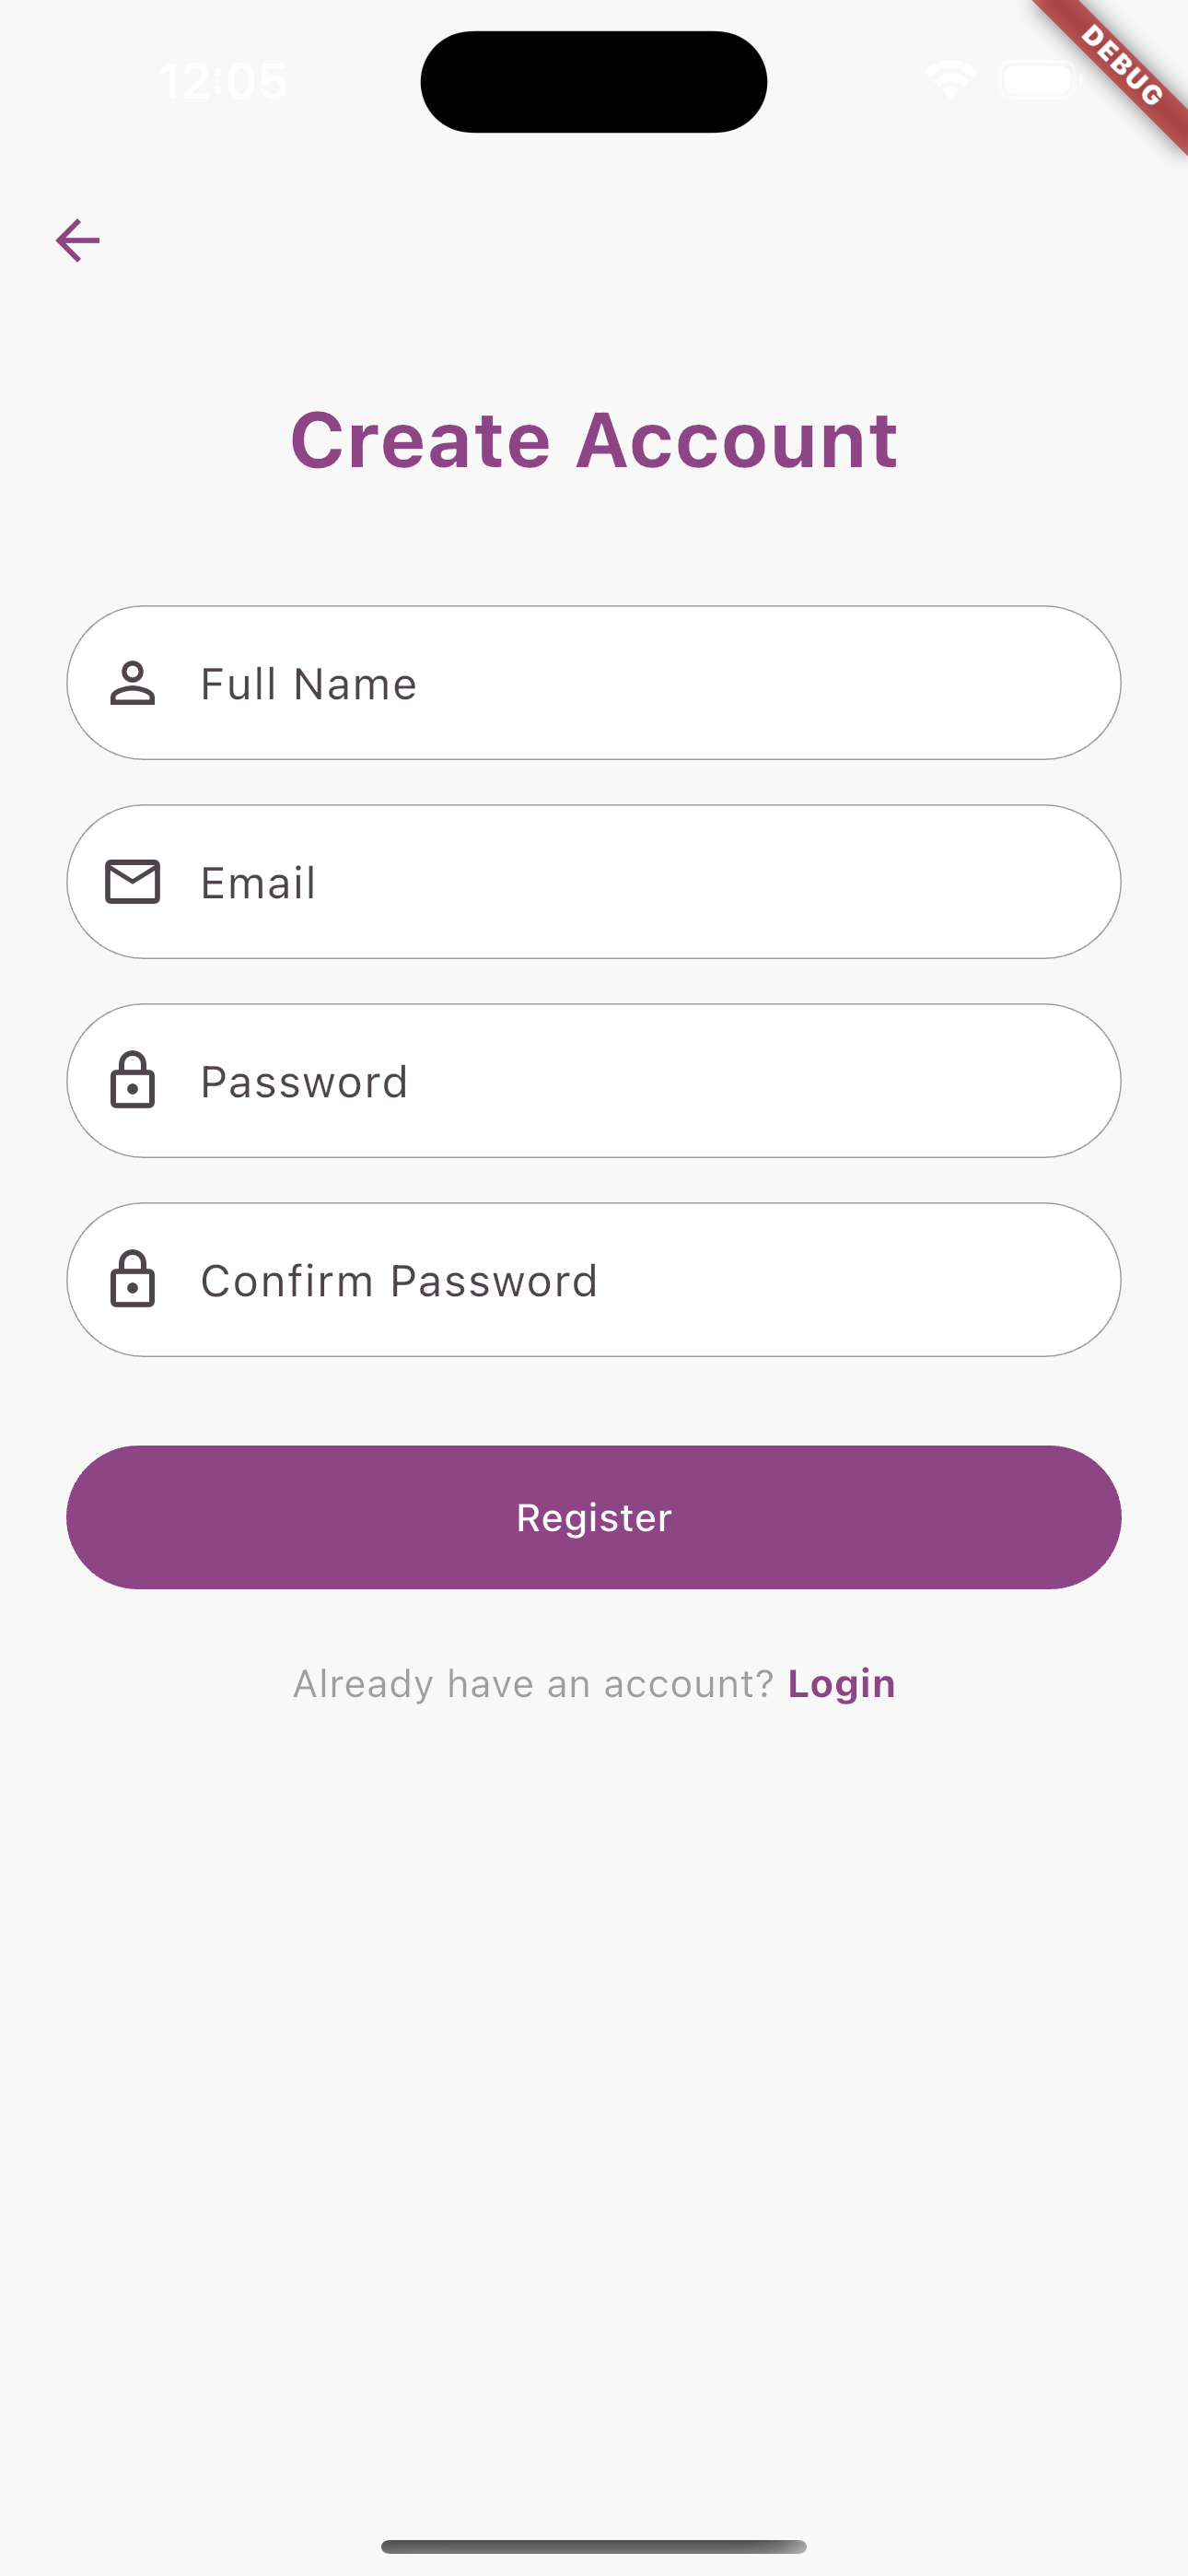 12:05
DEBUG
Create Account
Full Name
Email
Password
Confirm Password
Register
Already have an account? Login